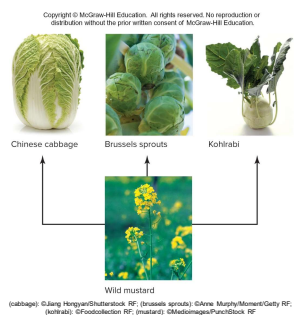 Copyright © McGraw-Hill Education. All rights reserved. No reproduction or
distribution without the prior written consent of McGraw-Hill Education.
Chinese cabbage
Brussels sprouts
Kohlrabi
Wild mustard
(cabbage): ©Jiang Hongyan/Shutterstock RF; (brussels sprouts): ©Anne Murphy/Moment/Getty RF;
(kohlrabi): ©Foodcollection RF; (mustard): ©Medioimages/PunchStock RF